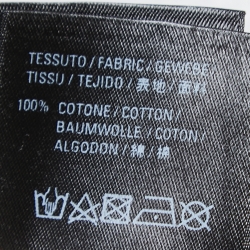 TESSUTO / FABRIC / GEWEBE
TISSU / TEJIDO / 表地 / 面料
100% COTONE / COTTON /
BAUMWOLLE / COTON /
ALGODON / 綿 / 棉